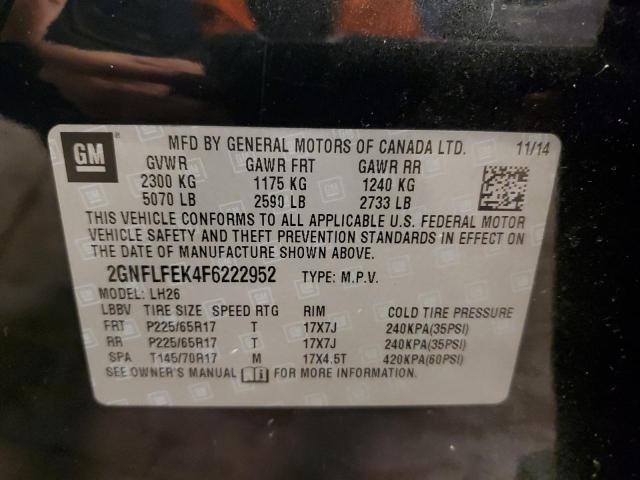 GM
MFD BY GENERAL MOTORS OF CANADA LTD. 11/14
GVWR GAWR FRT GAWR RR
2300 KG 1175 KG 1240 KG
5070 LB 2590 LB 2733 LB
THIS VEHICLE CONFORMS TO ALL APPLICABLE U.S. FEDERAL MOTOR
VEHICLE SAFETY AND THEFT PREVENTION STANDARDS IN EFFECT ON
THE DATE OF MANUFACTURE SHOWN ABOVE.
2GNFLFEK4F6222952 TYPE: M.P.V.
MODEL: LH26
LBBV TIRE SIZE SPEED RTG RIM COLD TIRE PRESSURE
FRT P225/65R17 T 17X7J 240KPA(35PSI)
RR P225/65R17 T 17X7J 240KPA(35PSI)
SPA T145/70R17 M 17X4.5T 420KPA(60PSI)
SEE OWNER'S MANUAL FOR MORE INFORMATION.